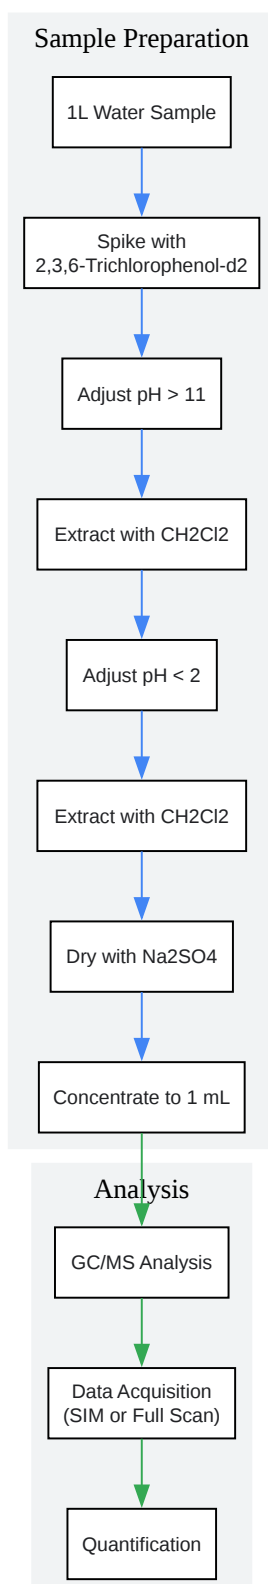 Sample Preparation
1L Water Sample
Spike with
2,3,6-Trichlorophenol-d2
Adjust pH > 11
Extract with CH2Cl2
Adjust pH < 2
Extract with CH2Cl2
Dry with Na2SO4
Concentrate to 1 mL
Analysis
GC/MS Analysis
Data Acquisition
(SIM or Full Scan)
Quantification